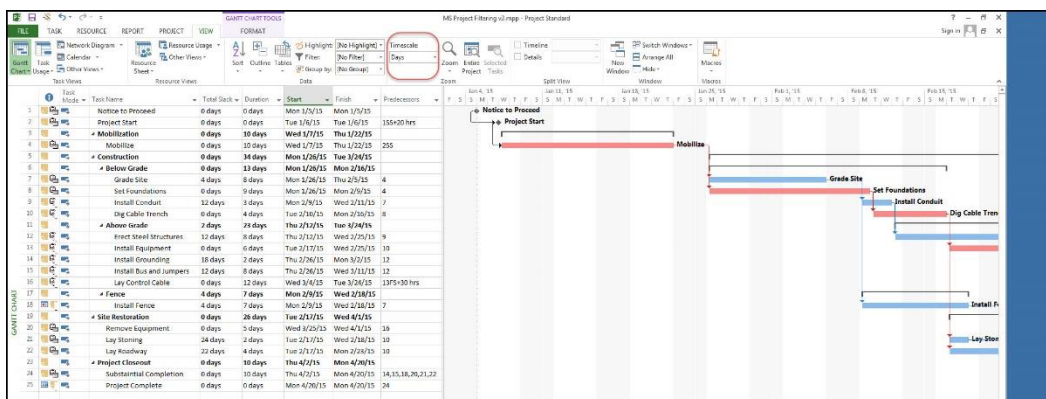 GANTT CHART TOOLS
MS Project Filtering v2.mpp - Project Standard
FILE TASK RESOURCE REPORT PROJECT VIEW FORMAT
Sign in
Gantt Chart
Task Usage
Network Diagram
Calendar
Other Views
Task Views
Resource Sheet
Resource Usage
Other Views
Resource Views
Sort Outline Tables
Highlight: [No Highlight]
Filter: [No Filter]
Group by: [No Group]
Data
Timescale
Days
Zoom Entire Project Selected Tasks
Zoom
Timeline
Details
Split View
New Window
Switch Windows
Arrange All
Hide
Window
Macros
Macros
Task Mode Task Name Total Slack Duration Start Finish Predecessors
1 Notice to Proceed 0 days 0 days Mon 1/5/15 Mon 1/5/15
2 Project Start 0 days 0 days Tue 1/6/15 Tue 1/6/15 1SS+20 hrs
3 Mobilization 0 days 10 days Wed 1/7/15 Thu 1/22/15
4 Mobilize 0 days 10 days Wed 1/7/15 Thu 1/22/15 2SS
5 Construction 0 days 34 days Mon 1/26/15 Tue 3/24/15
6 Below Grade 0 days 13 days Mon 1/26/15 Mon 2/16/15
7 Grade Site 4 days 8 days Mon 1/26/15 Thu 2/5/15 4
8 Set Foundations 0 days 9 days Mon 1/26/15 Mon 2/9/15 4
9 Install Conduit 12 days 3 days Mon 2/9/15 Wed 2/11/15 7
10 Dig Cable Trench 0 days 4 days Tue 2/10/15 Mon 2/16/15 8
11 Above Grade 2 days 23 days Thu 2/12/15 Tue 3/24/15
12 Erect Steel Structures 12 days 8 days Thu 2/12/15 Wed 2/25/15 9
13 Install Equipment 0 days 6 days Tue 2/17/15 Wed 2/25/15 10
14 Install Grounding 18 days 2 days Thu 2/26/15 Mon 3/2/15 12
15 Install Bus and Jumpers 12 days 8 days Thu 2/26/15 Wed 3/11/15 12
16 Lay Control Cable 0 days 12 days Wed 3/4/15 Tue 3/24/15 13FS+30 hrs
17 Fence 4 days 7 days Mon 2/9/15 Wed 2/18/15
18 Install Fence 4 days 7 days Mon 2/9/15 Wed 2/18/15 7
19 Site Restoration 0 days 26 days Tue 2/17/15 Wed 4/1/15
20 Remove Equipment 0 days 5 days Wed 3/25/15 Wed 4/1/15 16
21 Lay Stoning 24 days 2 days Tue 2/17/15 Wed 2/18/15 10
22 Lay Roadway 22 days 4 days Tue 2/17/15 Mon 2/23/15 10
23 Project Closeout 0 days 10 days Thu 4/2/15 Mon 4/20/15
24 Substaintial Completion 0 days 10 days Thu 4/2/15 Mon 4/20/15 14,15,18,20,21,22
25 Project Complete 0 days 0 days Mon 4/20/15 Mon 4/20/15 24
GANTT CHART
Jan 4, '15 Jan 11, '15 Jan 18, '15 Jan 25, '15 Feb 1, '15 Feb 8, '15 Feb 15, '15
Notice to Proceed
Project Start
Mobilize
Grade Site
Set Foundations
Install Conduit
Dig Cable Tren
Install F
Lay Ston